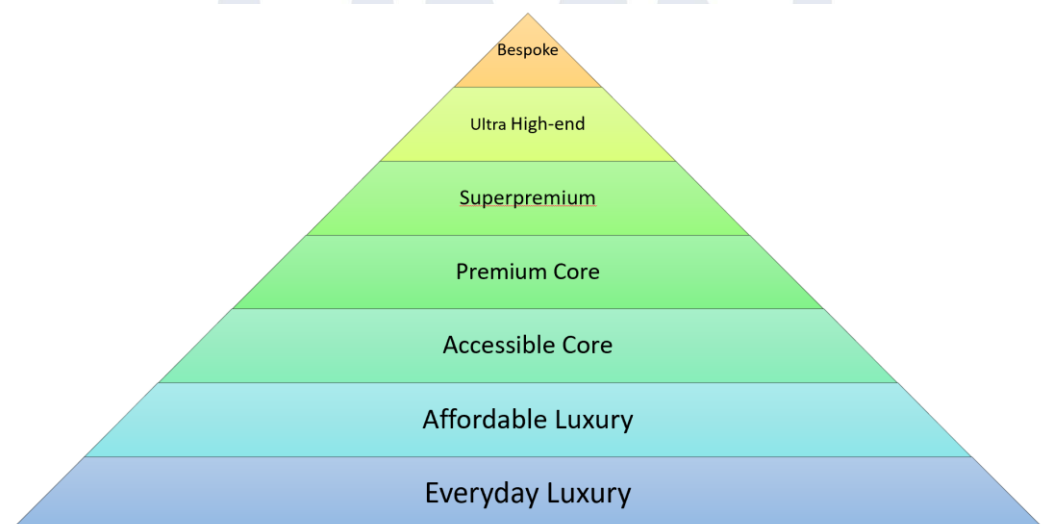 Bespoke
Ultra High-end
Superpremium
Premium Core
Accessible Core
Affordable Luxury
Everyday Luxury